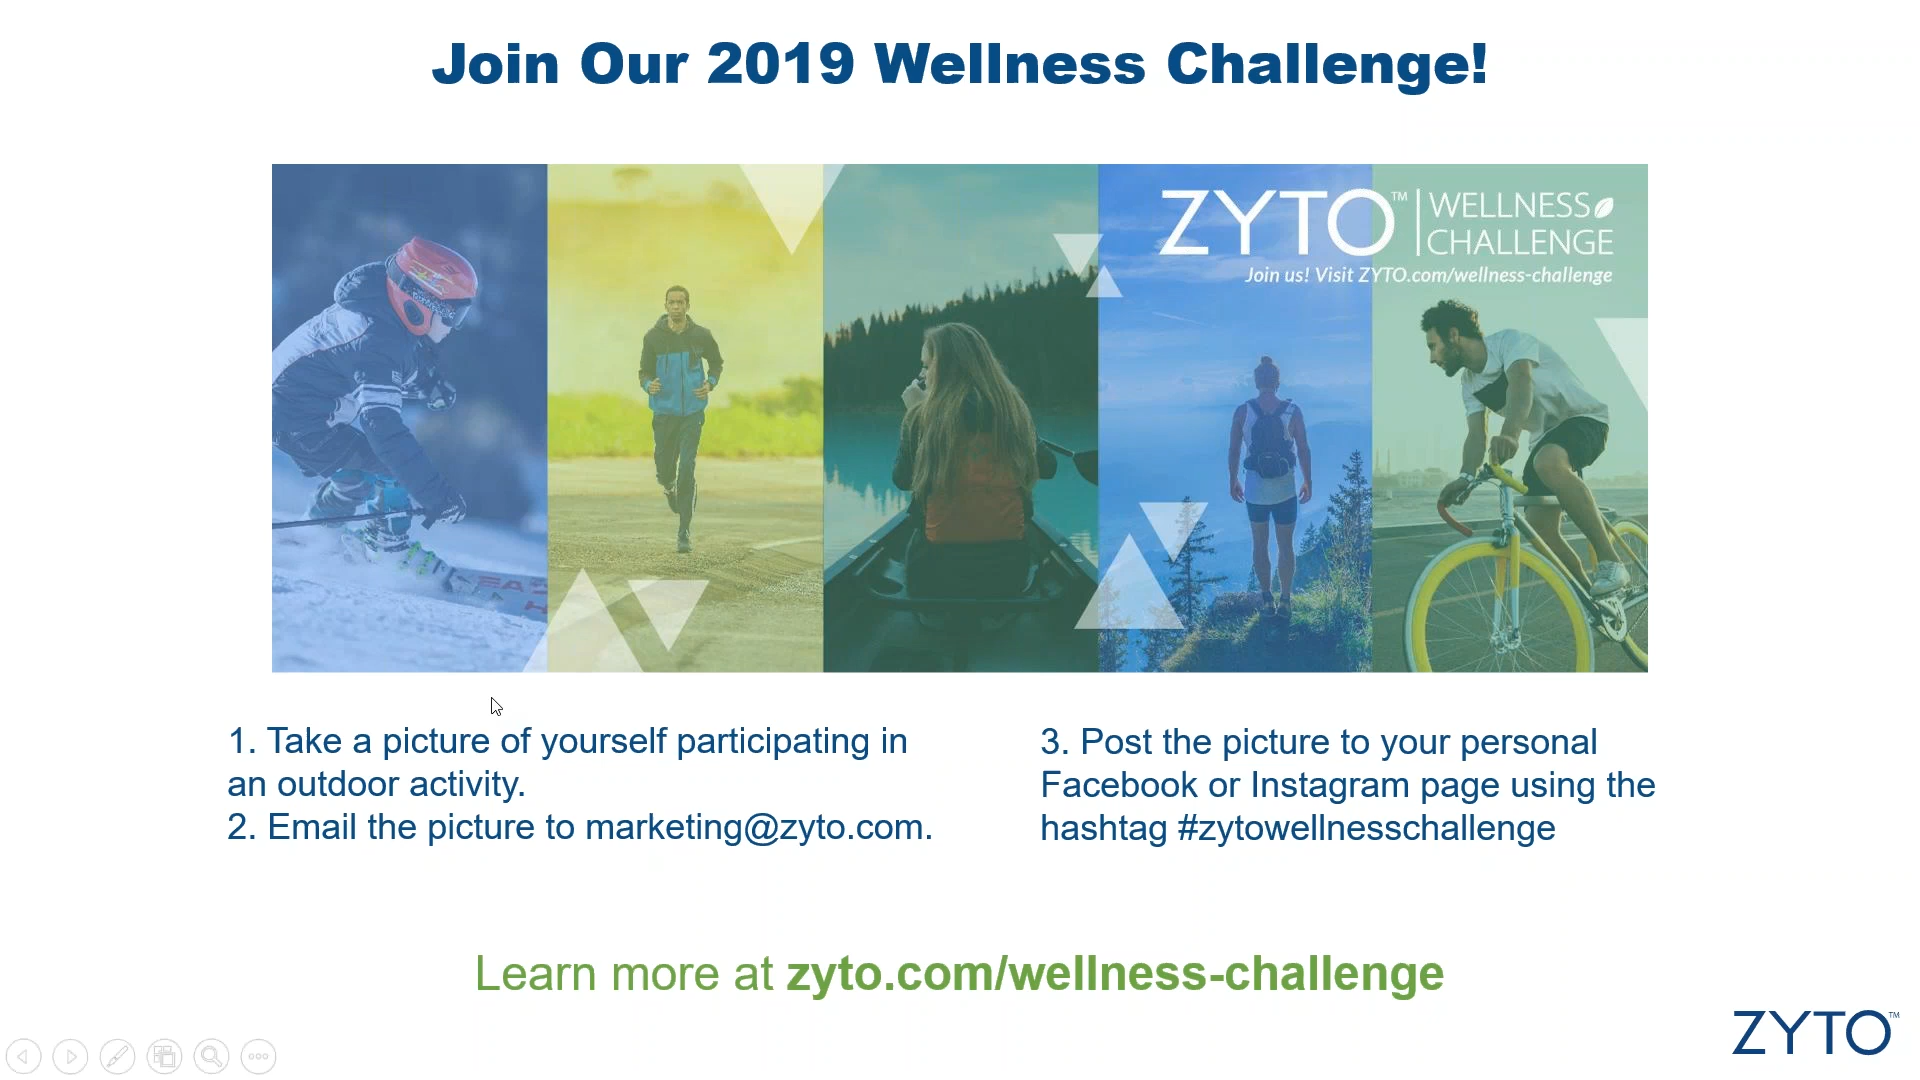 Join Our 2019 Wellness Challenge!
ZYTO™ | WELLNESS
CHALLENGE
Join us! Visit ZYTO.com/wellness-challenge
1. Take a picture of yourself participating in
an outdoor activity.
2. Email the picture to marketing@zyto.com.
3. Post the picture to your personal
Facebook or Instagram page using the
hashtag #zytowellnesschallenge
Learn more at zyto.com/wellness-challenge
ZYTO™